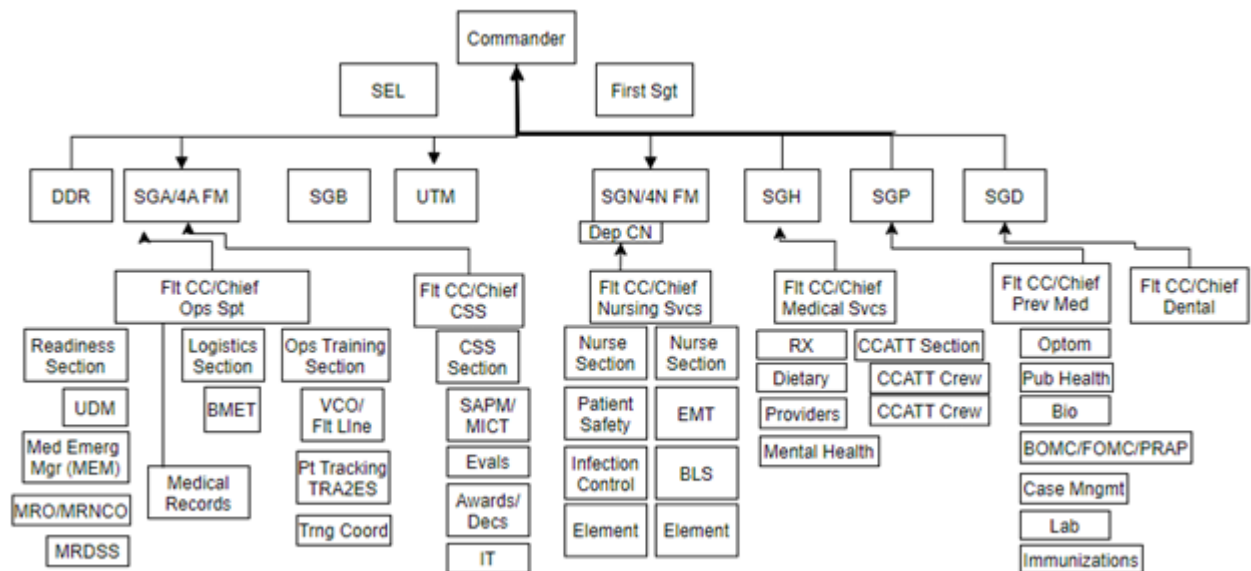 Commander
SEL
First Sgt
DDR
SGA/4A FM
SGB
UTM
SGN/4N FM
Dep CN
SGH
SGP
SGD
Flt CC/Chief
Ops Spt
Flt CC/Chief
CSS
Flt CC/Chief
Nursing Svcs
Flt CC/Chief
Medical Svcs
Flt CC/Chief
Prev Med
Flt CC/Chief
Dental
Readiness
Section
UDM
Med Emerg
Mgr (MEM)
MRO/MRNCO
MRDSS
Medical
Records
Logistics
Section
BMET
Ops Training
Section
VCO/
Flt LIne
Pt Tracking
TRA2ES
Trng Coord
CSS
Section
SAPM/
MICT
Evals
Awards/
Decs
IT
Nurse
Section
Patient
Safety
Infection
Control
Element
Nurse
Section
EMT
BLS
Element
RX
Dietary
Providers
Mental Health
CCATT Section
CCATT Crew
CCATT Crew
Optom
Pub Health
Bio
BOMC/FOMC/PRAP
Case Mngmt
Lab
Immunizations